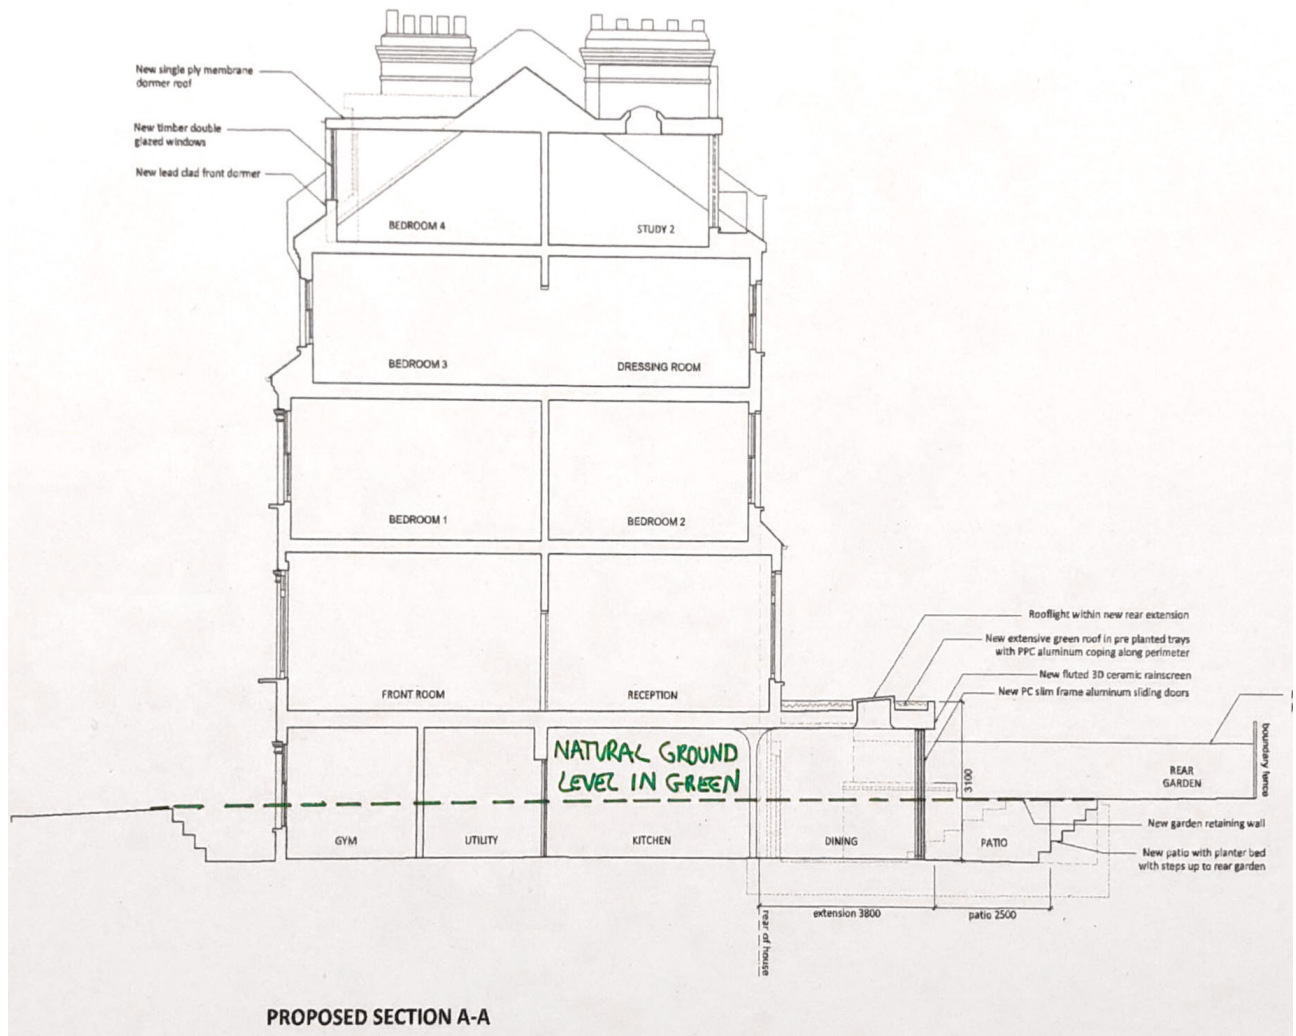 New single ply membrane
dormer roof
New timber double
glazed windows
New lead clad front dormer
BEDROOM 4
STUDY 2
BEDROOM 3
DRESSING ROOM
BEDROOM 1
BEDROOM 2
Rooflight within new rear extension
New extensive green roof in pre planted trays
with PPC aluminum coping along perimeter
New fluted 3D ceramic rainscreen
New PC slim frame aluminum sliding doors
FRONT ROOM
RECEPTION
NATURAL GROUND
LEVEL IN GREEN
boundary fence
REAR
GARDEN
3100
New garden retaining wall
GYM
UTILITY
KITCHEN
DINING
PATIO
New patio with planter bed
with steps up to rear garden
extension 3800
patio 2500
rear of house
PROPOSED SECTION A-A